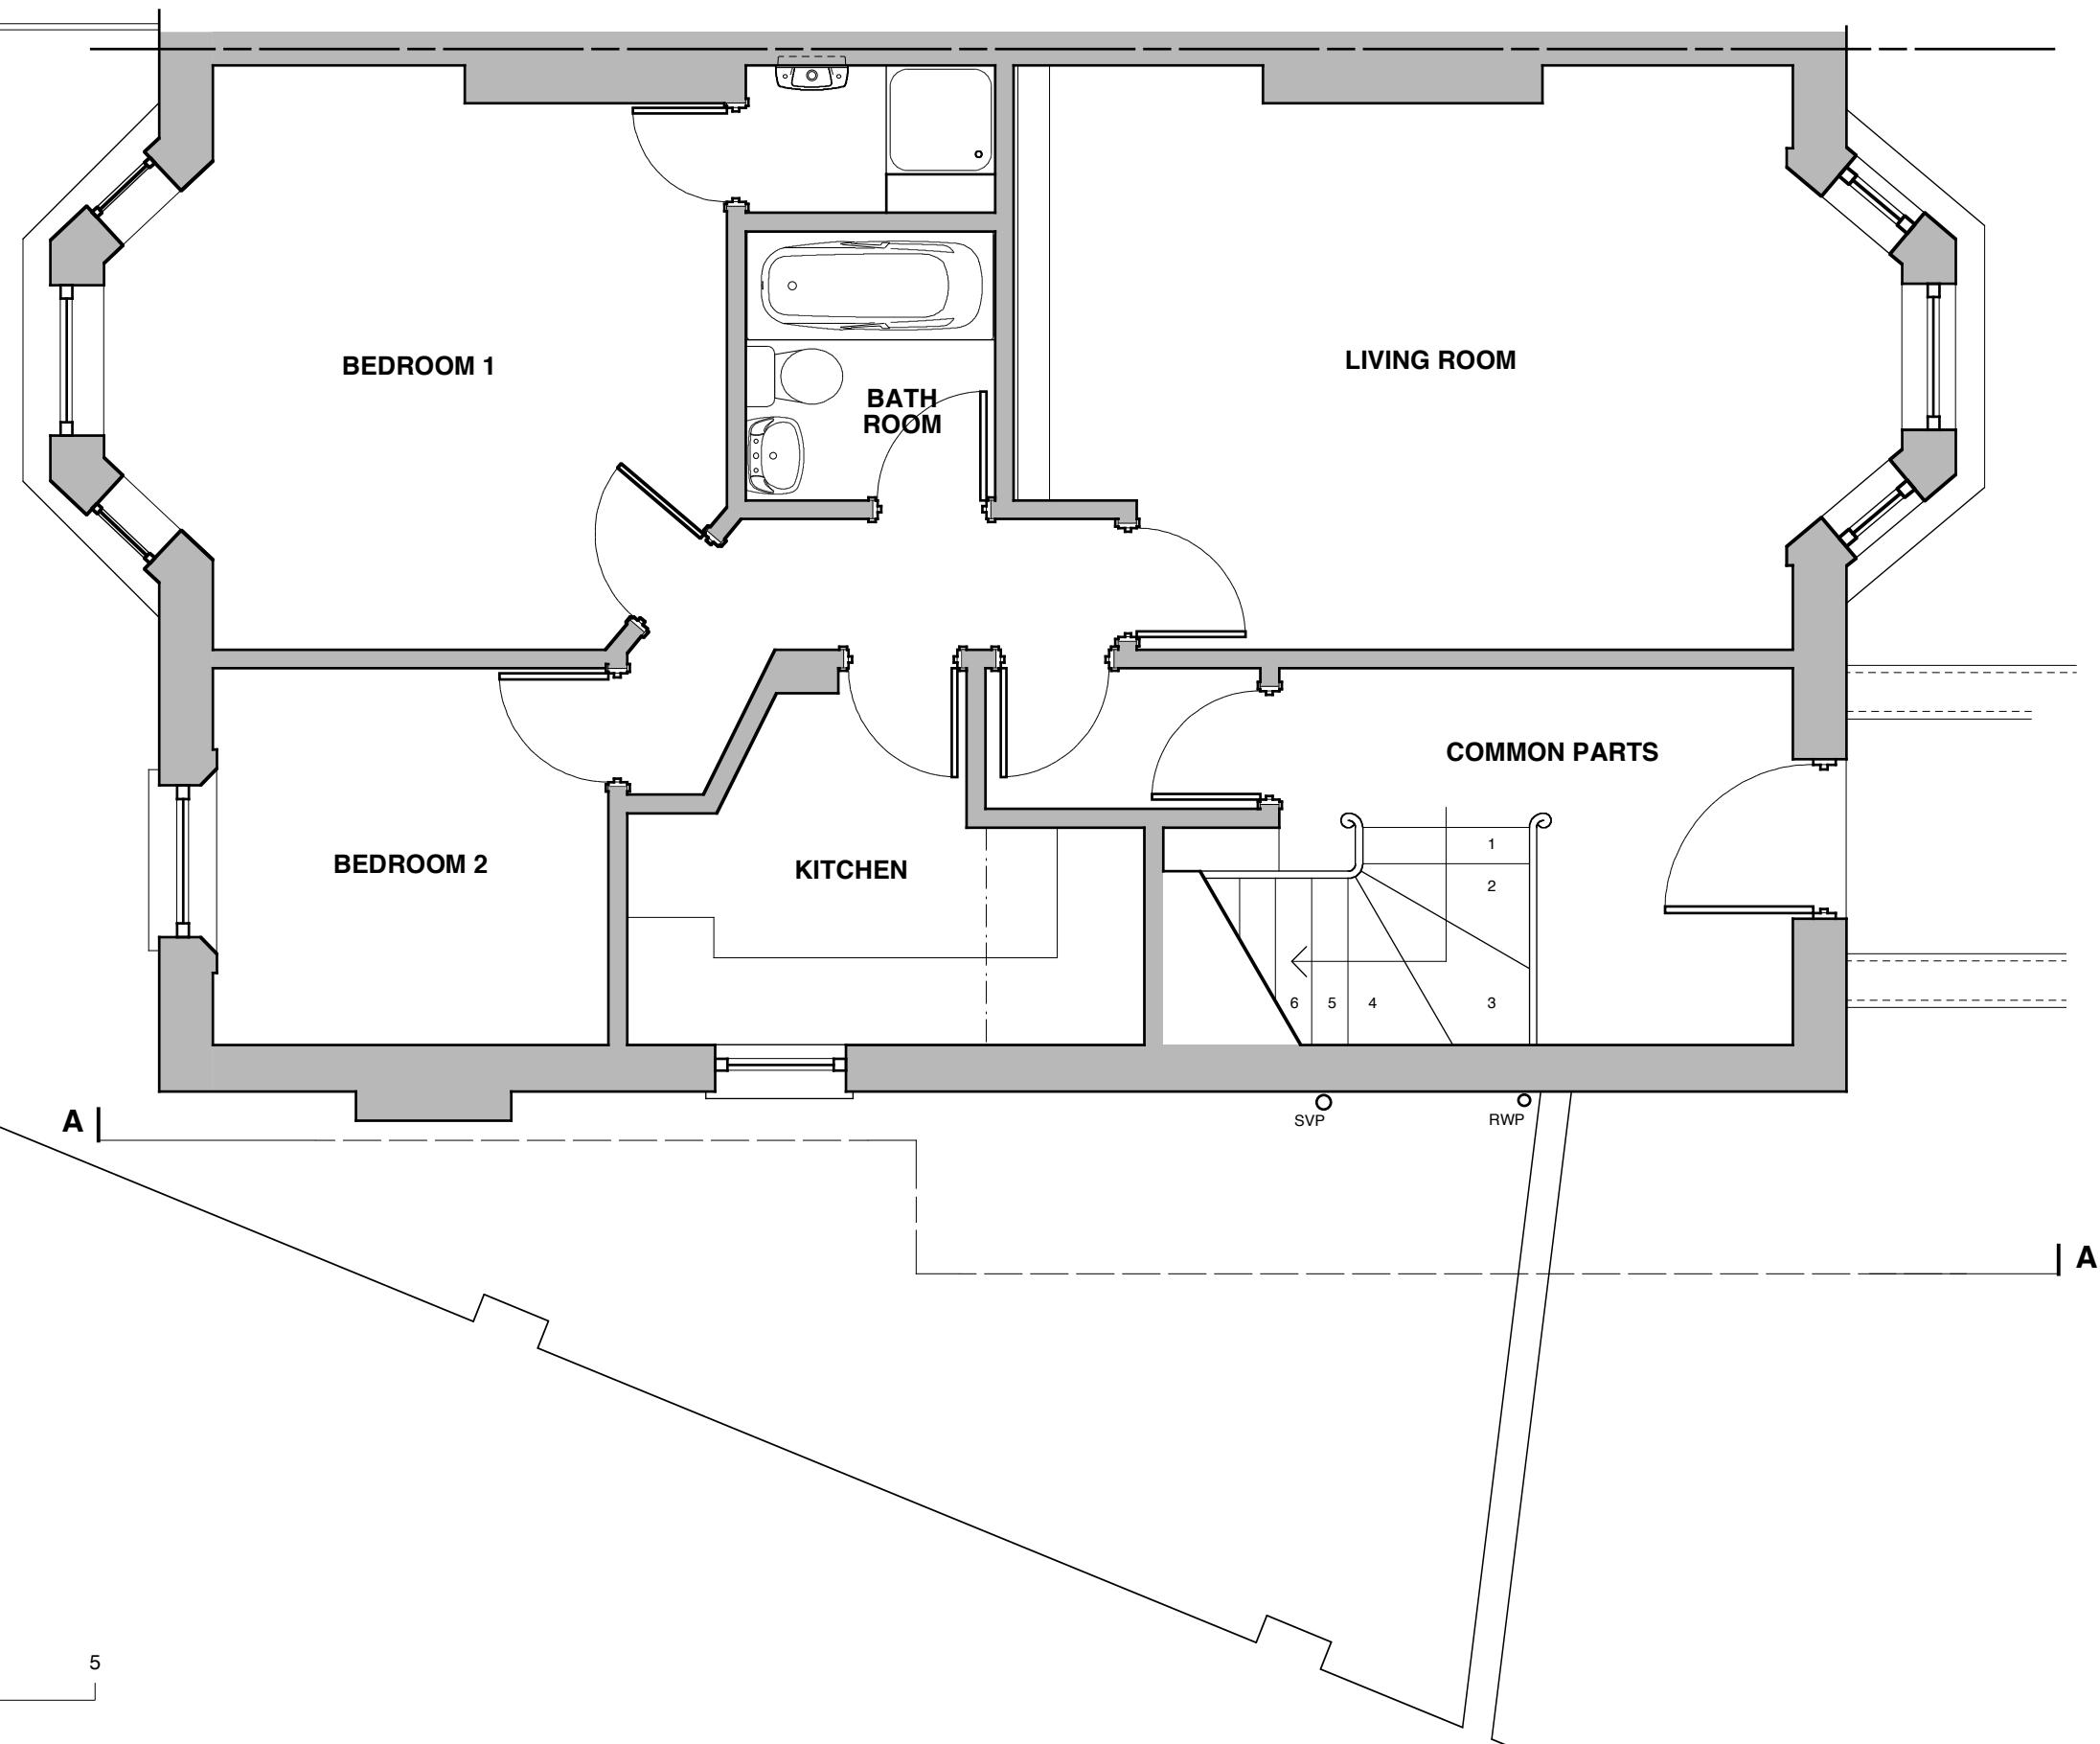 BEDROOM 1
LIVING ROOM
BATH
ROOM
COMMON PARTS
BEDROOM 2
KITCHEN
1
2
6 5 4 3
A
SVP
RWP
A
5